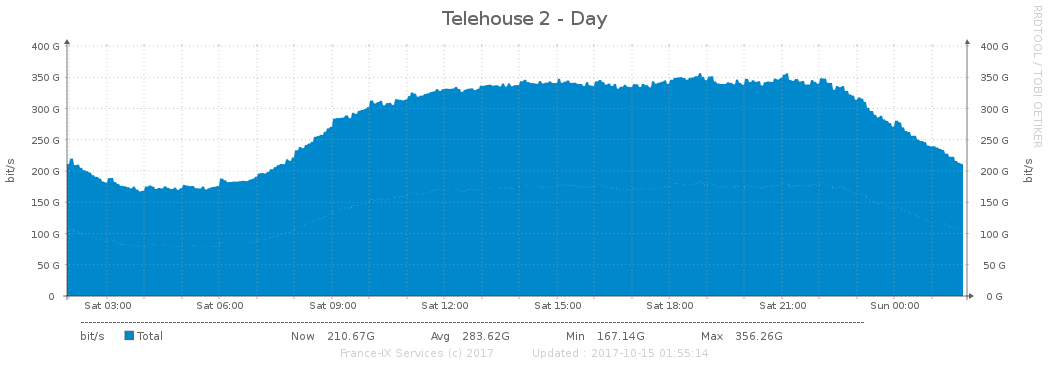 Telehouse 2 - Day
RRDTOOL / TOBI OETIKER
bit/s
bit/s
400 G 400 G
350 G 350 G
300 G 300 G
250 G 250 G
200 G 200 G
150 G 150 G
100 G 100 G
50 G 50 G
0 0 G
Sat 03:00 Sat 06:00 Sat 09:00 Sat 12:00 Sat 15:00 Sat 18:00 Sat 21:00 Sun 00:00
bit/s Total Now 210.67G Avg 283.62G Min 167.14G Max 356.26G
France-IX Services (c) 2017 Updated : 2017-10-15 01:55:14